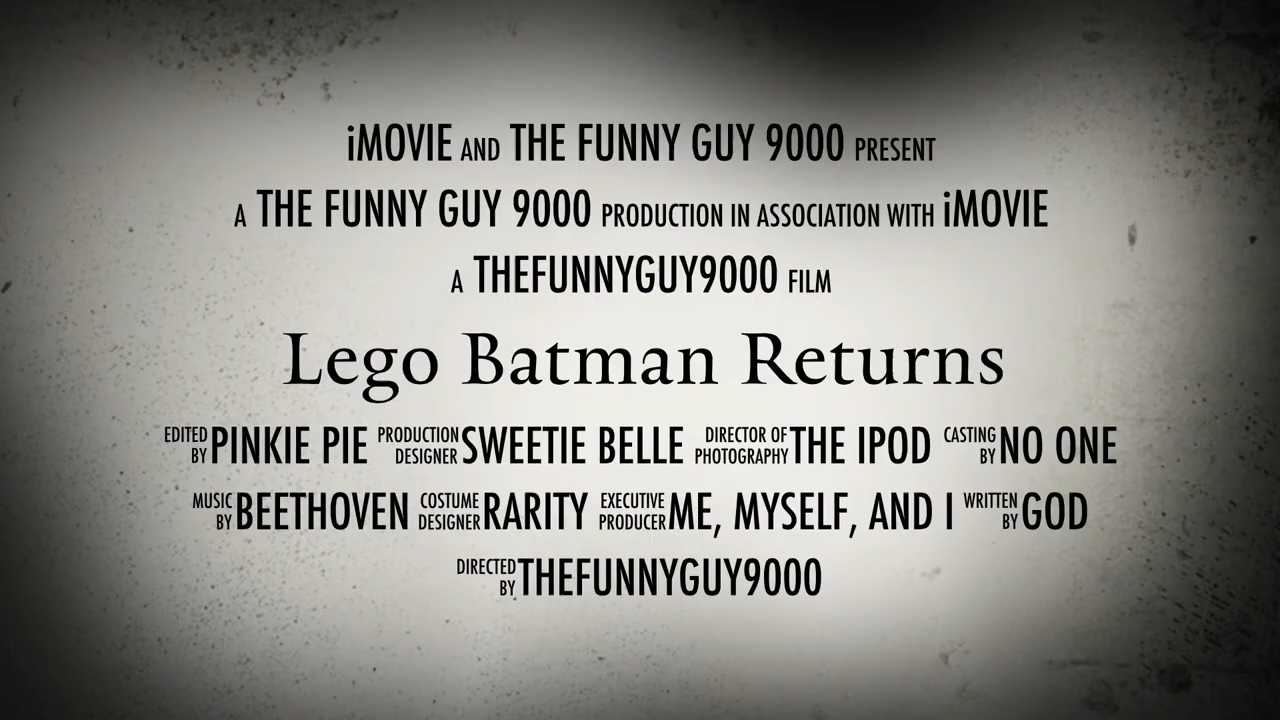 iMOVIE AND THE FUNNY GUY 9000 PRESENT
A THE FUNNY GUY 9000 PRODUCTION IN ASSOCIATION WITH iMOVIE
A THEFUNNYGUY9000 FILM
Lego Batman Returns
EDITED BY PINKIE PIE PRODUCTION DESIGNER SWEETIE BELLE DIRECTOR OF PHOTOGRAPHY THE IPOD CASTING BY NO ONE
MUSIC BY BEETHOVEN COSTUME DESIGNER RARITY EXECUTIVE PRODUCER ME, MYSELF, AND I WRITTEN BY GOD
DIRECTED BY THEFUNNYGUY9000